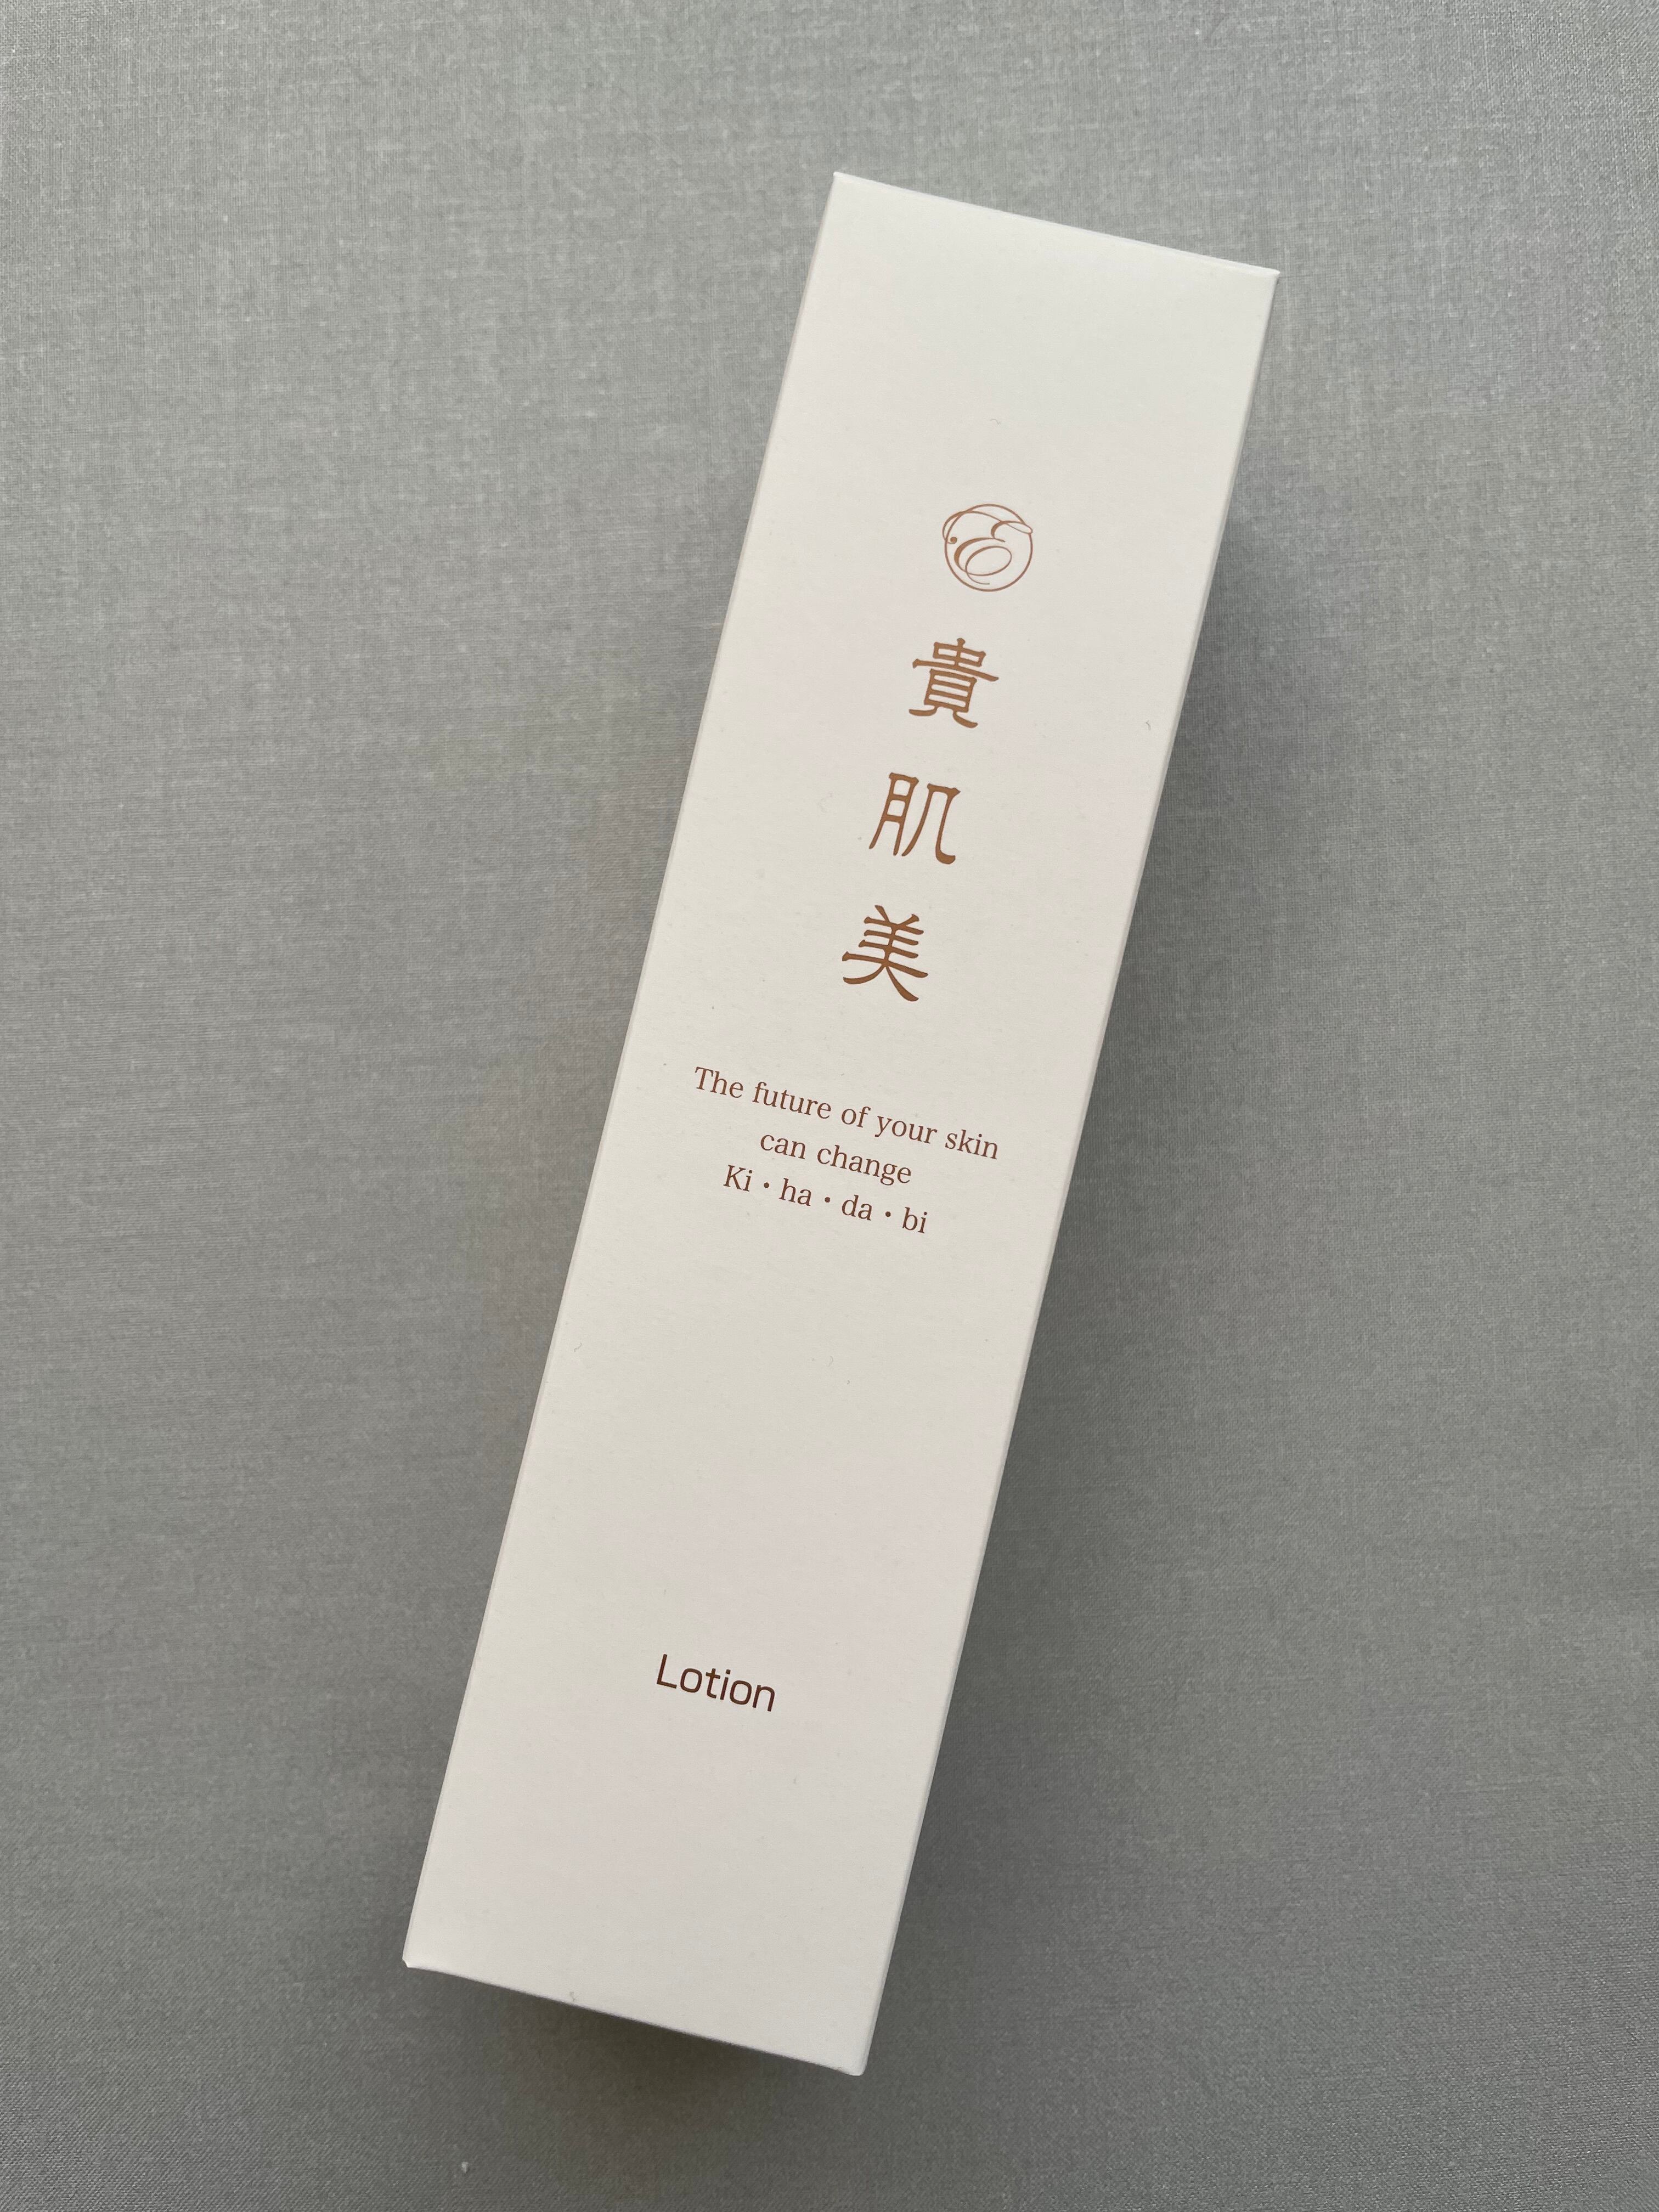 E
貴肌美
The future of your skin
can change
Ki・ha・da・bi
Lotion